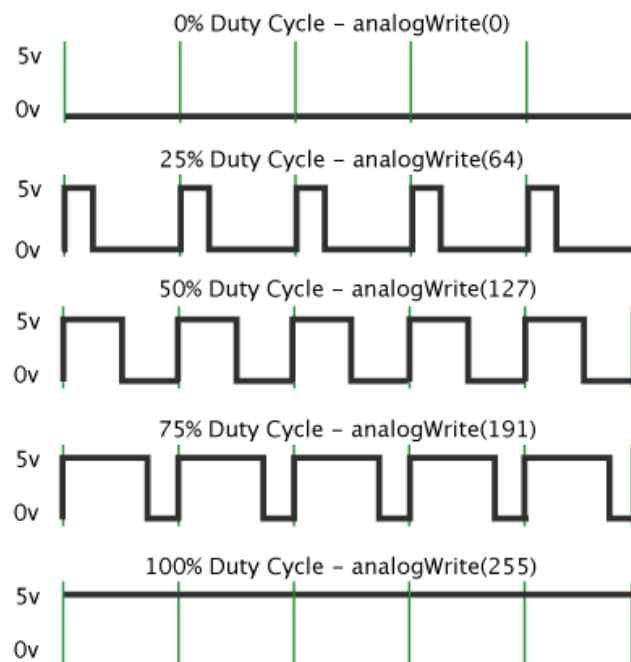 0% Duty Cycle – analogWrite(0)
5v
0v
25% Duty Cycle – analogWrite(64)
5v
0v
50% Duty Cycle – analogWrite(127)
5v
0v
75% Duty Cycle – analogWrite(191)
5v
0v
100% Duty Cycle – analogWrite(255)
5v
0v